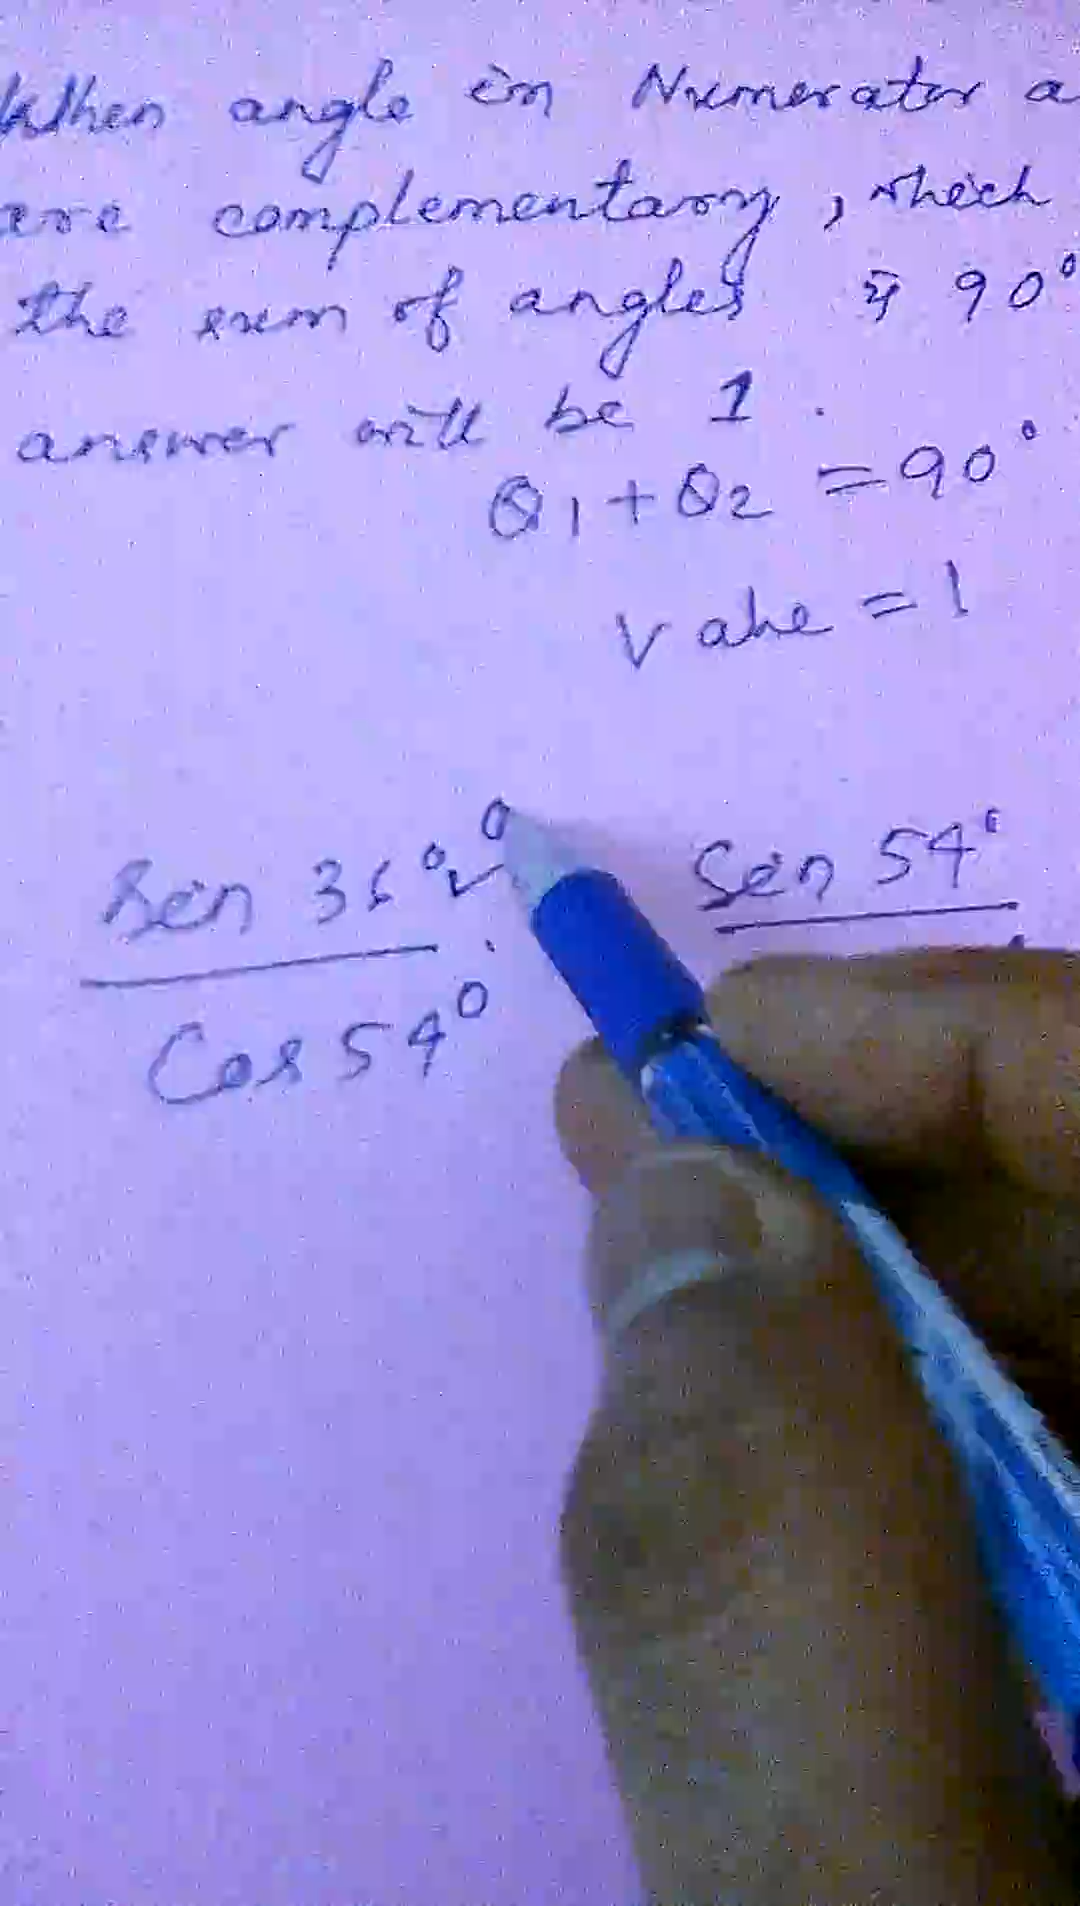 When angle in Numerator a
are complementary, which
the sum of angles is 90°
answer will be 1.
θ1 + θ2 = 90°
Value = 1
Sin 36° Sin 54°
Cos 54°